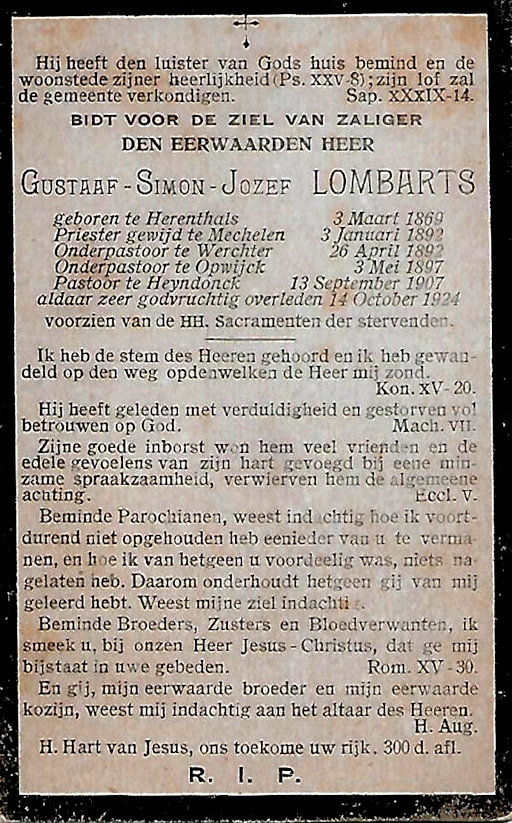 Hij heeft den luister van Gods huis bemind en de
woonstede zijner heerlijkheid (Ps. XXV-8); zijn lof zal
de gemeente verkondigen. Sap. XXXIX-14.
BIDT VOOR DE ZIEL VAN ZALIGER
DEN EERWAARDEN HEER
GUSTAAF-SIMON-JOZEF LOMBARTS
geboren te Herenthals 3 Maart 1869
Priester gewijd te Mechelen 3 Januari 1892
Onderpastoor te Werchter 26 April 1892
Onderpastoor te Opwijck 3 Mei 1897
Pastoor te Heyndonck 13 September 1907
aldaar zeer godvruchtig overleden 14 October 1924
voorzien van de HH. Sacramenten der stervenden.
Ik heb de stem des Heeren gehoord en ik heb gewan-
deld op den weg opdenwelken de Heer mij zond.
Kon. XV-20.
Hij heeft geleden met verduldigheid en gestorven vol
betrouwen op God. Mach. VII.
Zijne goede inborst won hem veel vrienden en de
edele gevoelens van zijn hart gevoegd bij eene min-
zame spraakzaamheid, verwierven hem de algemeene
achting. Eccl. V.
Beminde Parochianen, weest indachtig hoe ik voort-
durend niet opgehouden heb eenieder van u te verma-
nen, en hoe ik van hetgeen u voordeelig was, niets na-
gelaten heb. Daarom onderhoudt hetgeen gij van mij
geleerd hebt. Weest mijne ziel indachtig.
Beminde Broeders, Zusters en Bloedverwanten, ik
smeek u, bij onzen Heer Jesus-Christus, dat ge mij
bijstaat in uwe gebeden. Rom. XV-30.
En gij, mijn eerwaarde broeder en mijn eerwaarde
kozijn, weest mij indachtig aan het altaar des Heeren.
H. Aug.
H. Hart van Jesus, ons toekome uw rijk. 300 d. afl.
R. I. P.